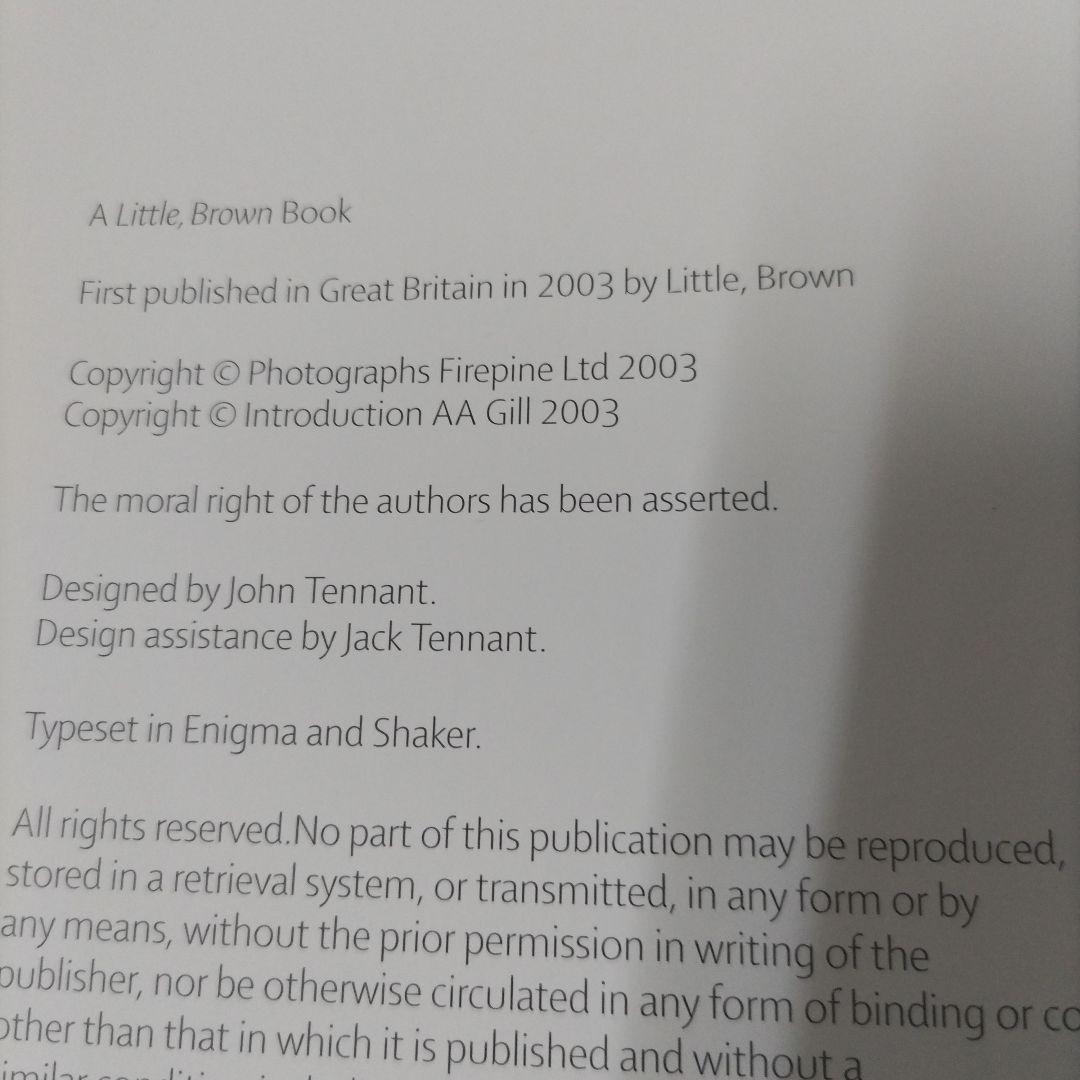 A Little, Brown Book
First published in Great Britain in 2003 by Little, Brown
Copyright © Photographs Firepine Ltd 2003
Copyright © Introduction AA Gill 2003
The moral right of the authors has been asserted.
Designed by John Tennant.
Design assistance by Jack Tennant.
Typeset in Enigma and Shaker.
All rights reserved.No part of this publication may be reproduced,
stored in a retrieval system, or transmitted, in any form or by
any means, without the prior permission in writing of the
publisher, nor be otherwise circulated in any form of binding or co
other than that in which it is published and without a